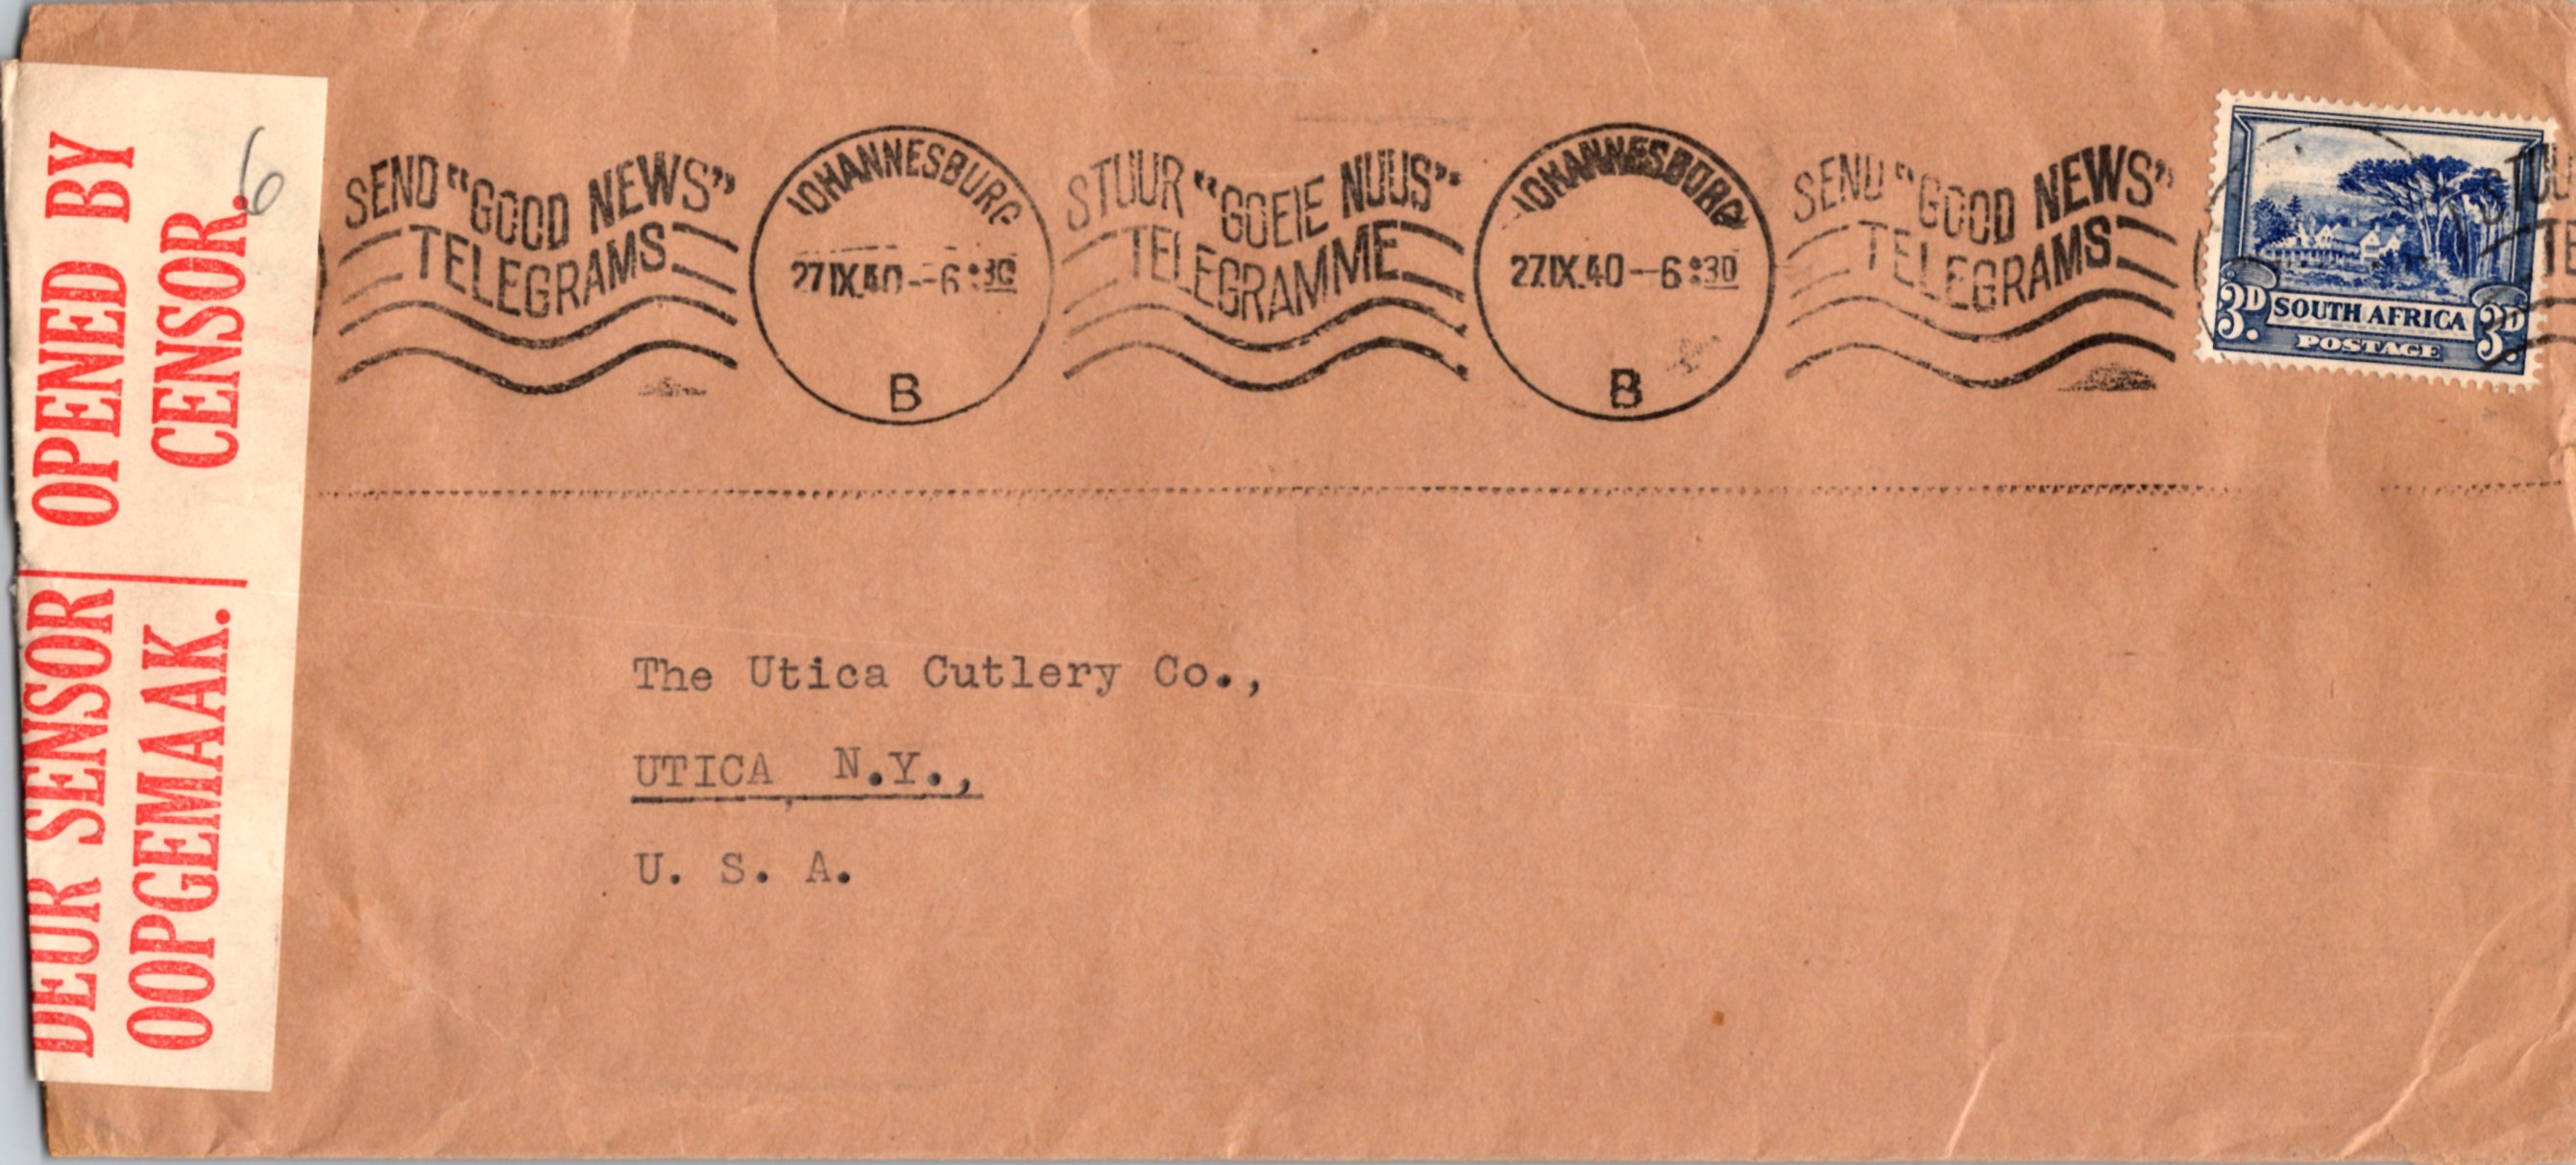 OPENED BY
CENSOR.
6
DEUR SENSOR
OOPGEMAAK.
SEND "GOOD NEWS"
TELEGRAMS
JOHANNESBURG
27 IX.40--6:30
B
STUUR "GOEIE NUUS"
TELEGRAMME
JOHANNESBURG
27.IX.40--6:30
B
SEND "GOOD NEWS"
TELEGRAMS
3D. SOUTH AFRICA 3D.
POSTAGE
The Utica Cutlery Co.,
UTICA, N.Y.,
U. S. A.